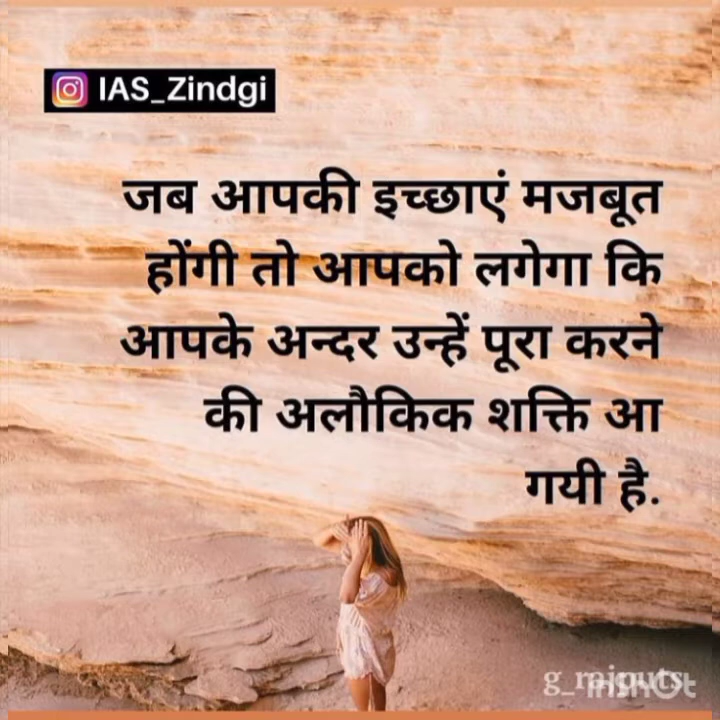 IAS_Zindgi
जब आपकी इच्छाएं मजबूत
होंगी तो आपको लगेगा कि
आपके अन्दर उन्हें पूरा करने
की अलौकिक शक्ति आ
गयी है.